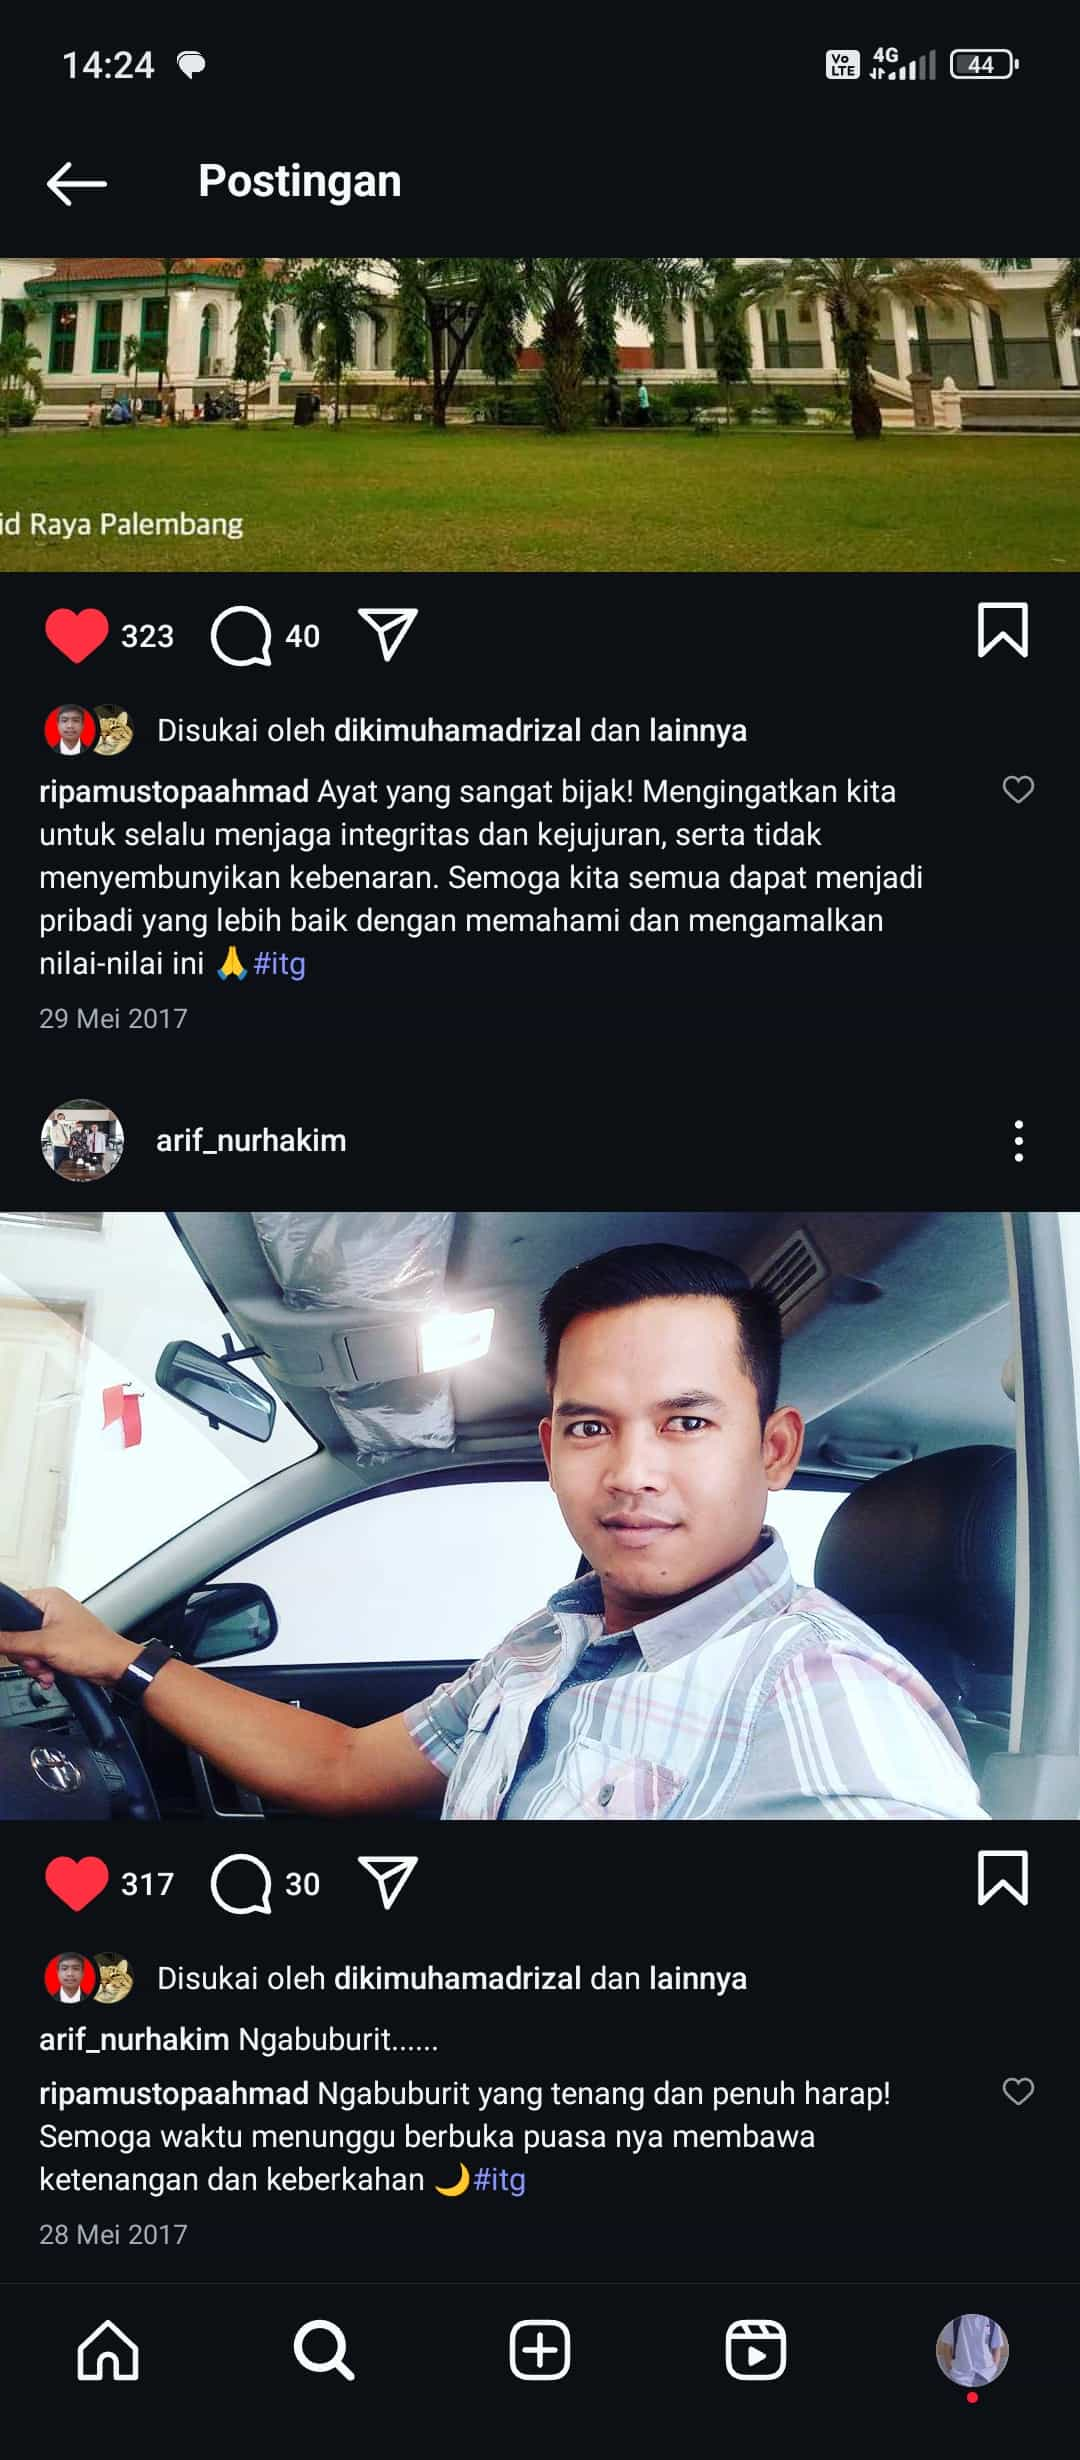 14:24
Vo LTE 4G 44
Postingan
id Raya Palembang
323 40
Disukai oleh dikimuhamadrizal dan lainnya
ripamustopaahmad Ayat yang sangat bijak! Mengingatkan kita
untuk selalu menjaga integritas dan kejujuran, serta tidak
menyembunyikan kebenaran. Semoga kita semua dapat menjadi
pribadi yang lebih baik dengan memahami dan mengamalkan
nilai-nilai ini 🙏#itg
29 Mei 2017
arif_nurhakim
317 30
Disukai oleh dikimuhamadrizal dan lainnya
arif_nurhakim Ngabuburit......
ripamustopaahmad Ngabuburit yang tenang dan penuh harap!
Semoga waktu menunggu berbuka puasa nya membawa
ketenangan dan keberkahan 🌙#itg
28 Mei 2017